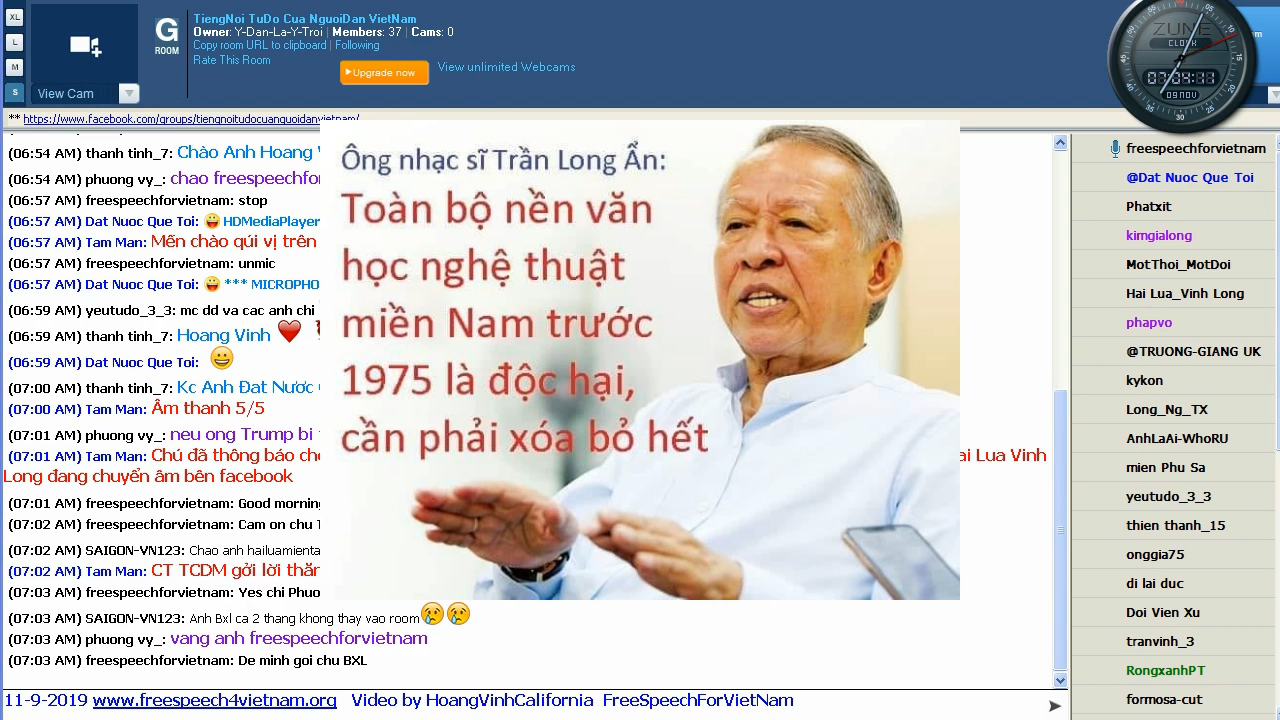 XL
L
M
S
View Cam
G
ROOM
TiengNoi TuDo Cua NguoiDan VietNam
Owner: Y-Dan-La-Y-Troi | Members: 37 | Cams: 0
Copy room URL to clipboard | Following
Rate This Room
Upgrade now
View unlimited Webcams
ZUNE
CLOCK
07:04:11
09 NOV
** https://www.facebook.com/groups/tiengnoitudocuanguoidanvietnam/
(06:54 AM) thanh tinh_7: Chào Anh Hoang
(06:54 AM) phuong vy_: chao freespeechfor
(06:57 AM) freespeechforvietnam: stop
(06:57 AM) Dat Nuoc Que Toi: 😛 HDMediaPlayer
(06:57 AM) Tam Man: Mến chào qúi vị trên
(06:57 AM) freespeechforvietnam: unmic
(06:57 AM) Dat Nuoc Que Toi: 😛 *** MICROPHO
(06:59 AM) yeutudo_3_3: mc dd va cac anh chi
(06:59 AM) thanh tinh_7: Hoang Vinh ❤
(06:59 AM) Dat Nuoc Que Toi: 😀
(07:00 AM) thanh tinh_7: Kc Anh Đat Nước
(07:00 AM) Tam Man: Âm thanh 5/5
(07:01 AM) phuong vy_: neu ong Trump bi
(07:01 AM) Tam Man: Chú đã thông báo ch
ai Lua Vinh
Long đang chuyển âm bên facebook
(07:01 AM) freespeechforvietnam: Good morning
(07:02 AM) freespeechforvietnam: Cam on chu
(07:02 AM) SAIGON-VN123: Chao anh hailuamienta
(07:02 AM) Tam Man: CT TCDM gởi lời thăn
(07:03 AM) freespeechforvietnam: Yes chi Phuo
(07:03 AM) SAIGON-VN123: Anh Bxl ca 2 thang khong thay vao room 😢😢
(07:03 AM) phuong vy_: vang anh freespeechforvietnam
(07:03 AM) freespeechforvietnam: De minh goi chu BXL
Ông nhạc sĩ Trần Long Ẩn:
Toàn bộ nền văn
học nghệ thuật
miền Nam trước
1975 là độc hại,
cần phải xóa bỏ hết
freespeechforvietnam
@Dat Nuoc Que Toi
Phatxit
kimgialong
MotThoi_MotDoi
Hai Lua_Vinh Long
phapvo
@TRUONG-GIANG UK
kykon
Long_Ng_TX
AnhLaAi-WhoRU
mien Phu Sa
yeutudo_3_3
thien thanh_15
onggia75
di lai duc
Doi Vien Xu
tranvinh_3
RongxanhPT
formosa-cut
11-9-2019 www.freespeech4vietnam.org Video by HoangVinhCalifornia FreeSpeechForVietNam